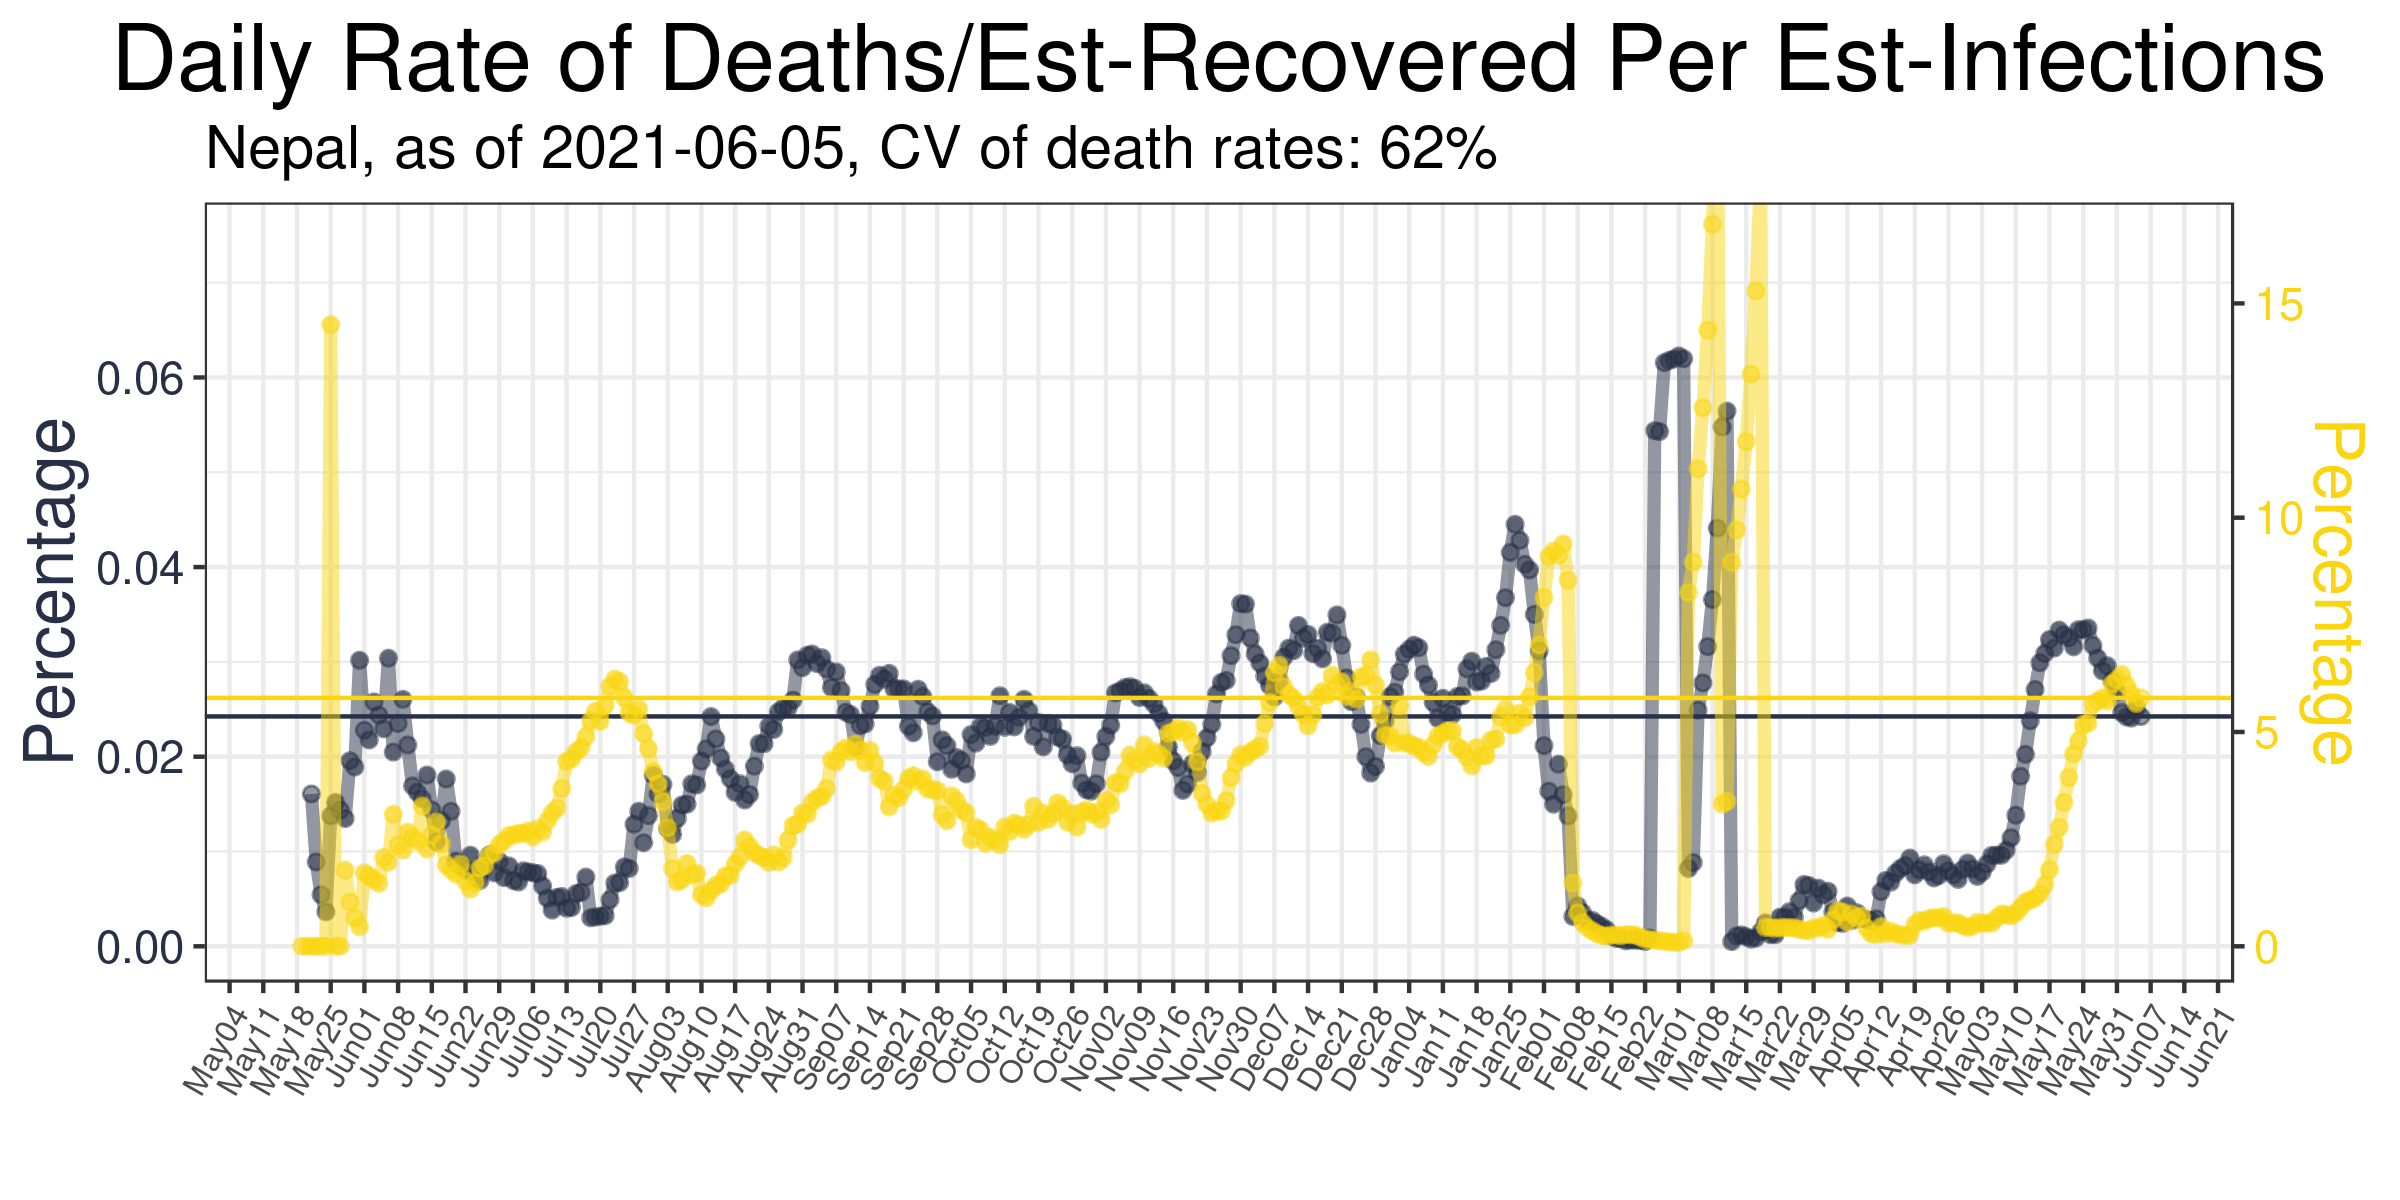 Daily Rate of Deaths/Est-Recovered Per Est-Infections
Nepal, as of 2021-06-05, CV of death rates: 62%
Percentage
0.06
0.04
0.02
0.00
15
10
5
0
Percentage
May04
May11
May18
May25
Jun01
Jun08
Jun15
Jun22
Jun29
Jul06
Jul13
Jul20
Jul27
Aug03
Aug10
Aug17
Aug24
Aug31
Sep07
Sep14
Sep21
Sep28
Oct05
Oct12
Oct19
Oct26
Nov02
Nov09
Nov16
Nov23
Nov30
Dec07
Dec14
Dec21
Dec28
Jan04
Jan11
Jan18
Jan25
Feb01
Feb08
Feb15
Feb22
Mar01
Mar08
Mar15
Mar22
Mar29
Apr05
Apr12
Apr19
Apr26
May03
May10
May17
May24
May31
Jun07
Jun14
Jun21